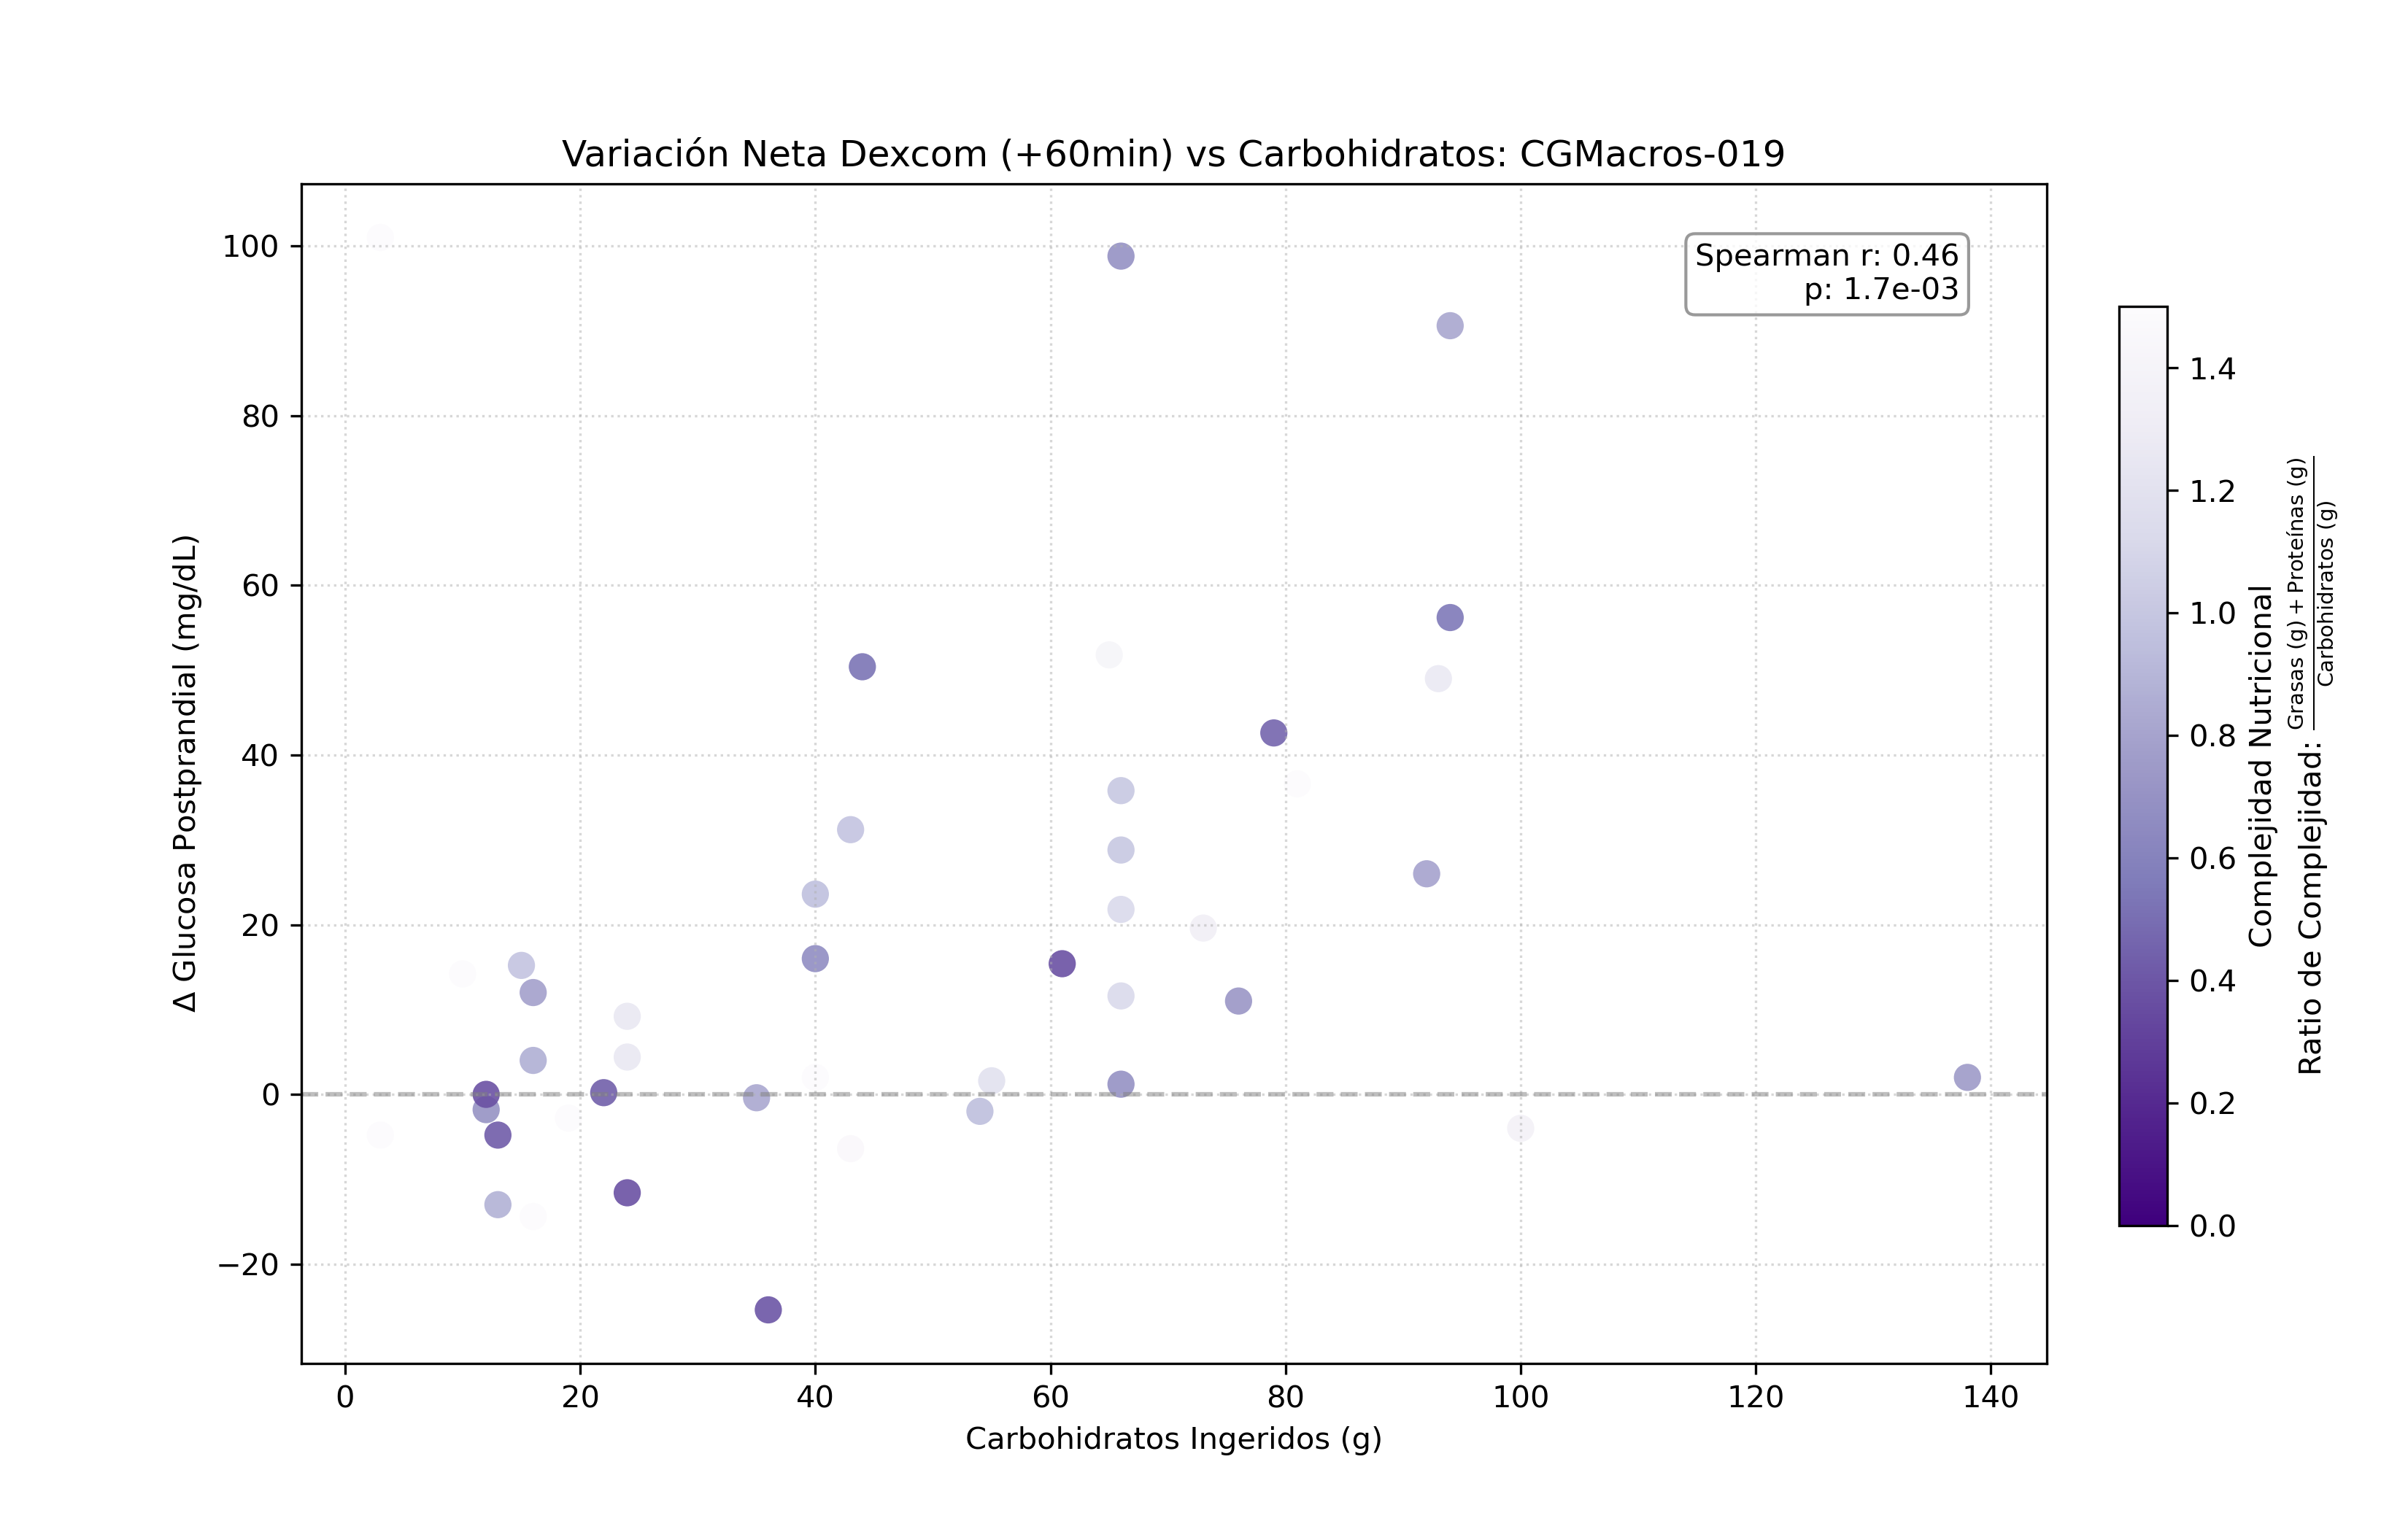 Variación Neta Dexcom (+60min) vs Carbohidratos: CGMacros-019
Spearman r: 0.46
p: 1.7e-03
Δ Glucosa Postprandial (mg/dL)
100
80
60
40
20
0
−20
0
20
40
60
80
100
120
140
Carbohidratos Ingeridos (g)
1.4
1.2
1.0
0.8
0.6
0.4
0.2
0.0
Complejidad Nutricional
Ratio de Complejidad:
Grasas (g) + Proteínas (g)
Carbohidratos (g)